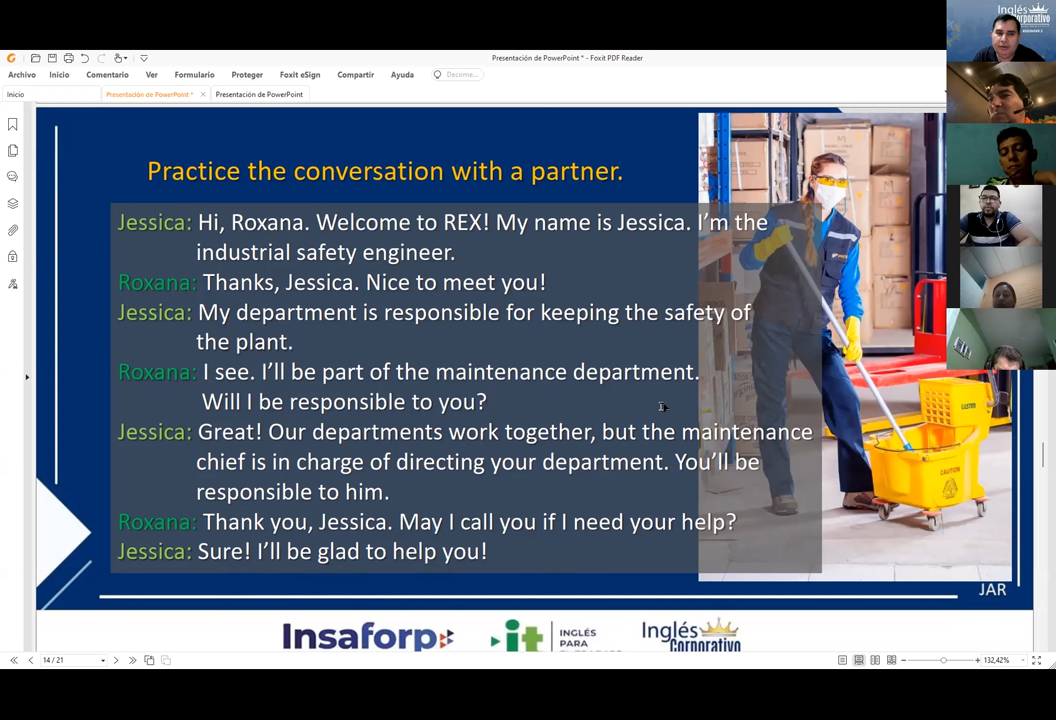 Presentación de PowerPoint * - Foxit PDF Reader
Archivo Inicio Comentario Ver Formulario Proteger Foxit eSign Compartir Ayuda Decirme...
Inicio Presentación de PowerPoint * × Presentación de PowerPoint
Inglés
Corporativo
BEGINNER 2
Practice the conversation with a partner.
Jessica: Hi, Roxana. Welcome to REX! My name is Jessica. I'm the
industrial safety engineer.
Roxana: Thanks, Jessica. Nice to meet you!
Jessica: My department is responsible for keeping the safety of
the plant.
Roxana: I see. I'll be part of the maintenance department.
Will I be responsible to you?
Jessica: Great! Our departments work together, but the maintenance
chief is in charge of directing your department. You'll be
responsible to him.
Roxana: Thank you, Jessica. May I call you if I need your help?
Jessica: Sure! I'll be glad to help you!
CAUTION
JAR
Insaforp
it
INGLÉS
PARA
Inglés
Corporativo
14 / 21
132,42%